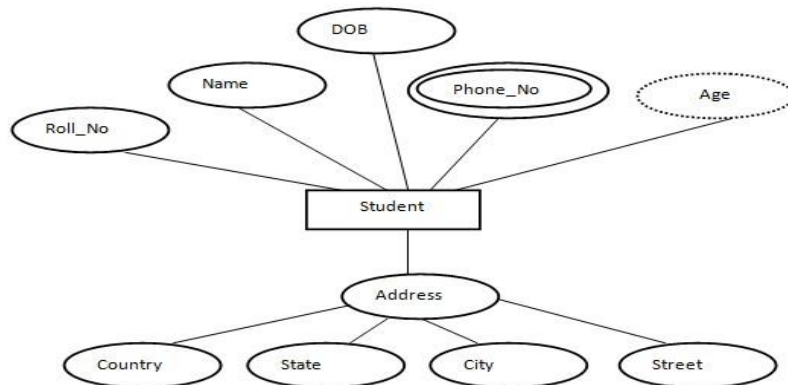 DOB
Name
Phone_No
Age
Roll_No
Student
Address
Country
State
City
Street